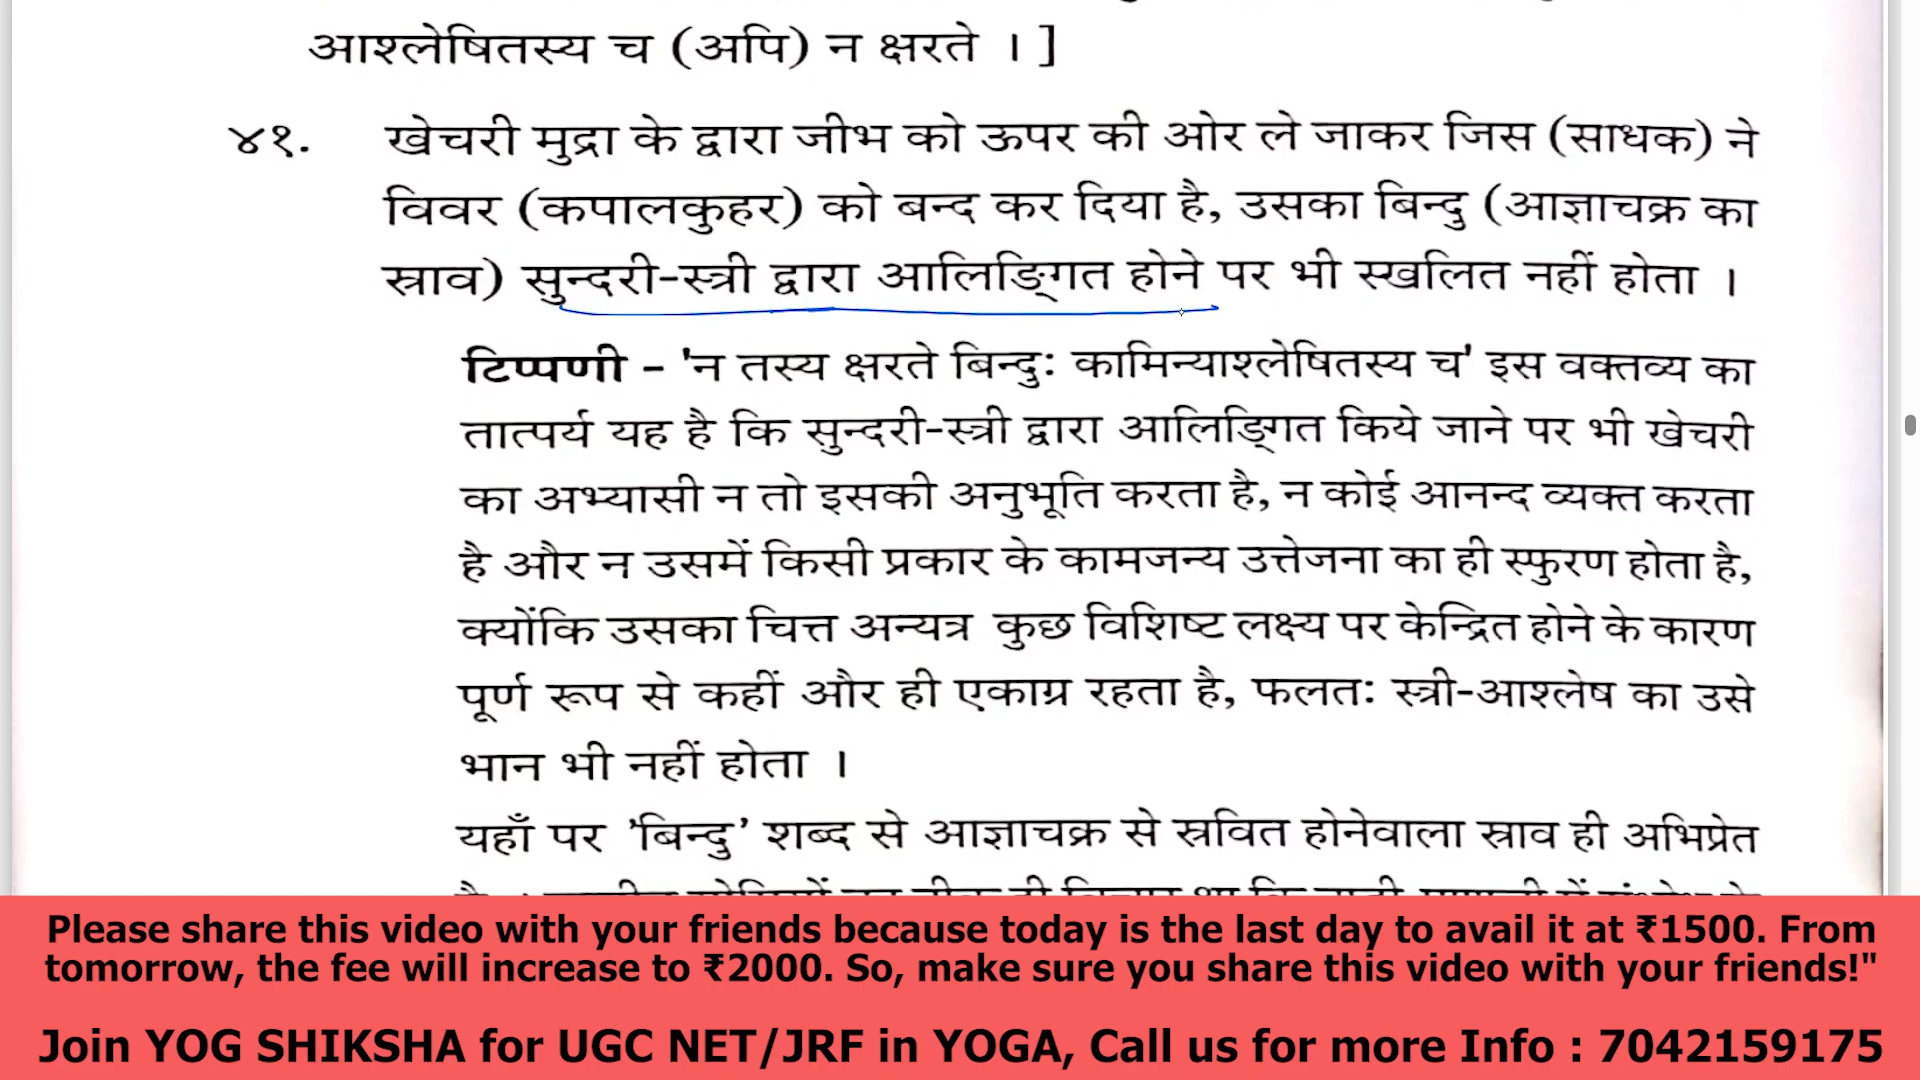 आश्लेषितस्य च (अपि) न क्षरते । ]
४१. खेचरी मुद्रा के द्वारा जीभ को ऊपर की ओर ले जाकर जिस (साधक) ने
विवर (कपालकुहर) को बन्द कर दिया है, उसका बिन्दु (आज्ञाचक्र का
स्राव) सुन्दरी-स्त्री द्वारा आलिङ्गित होने पर भी स्खलित नहीं होता ।
टिप्पणी - 'न तस्य क्षरते बिन्दुः कामिन्याश्लेषितस्य च' इस वक्तव्य का
तात्पर्य यह है कि सुन्दरी-स्त्री द्वारा आलिङ्गित किये जाने पर भी खेचरी
का अभ्यासी न तो इसकी अनुभूति करता है, न कोई आनन्द व्यक्त करता
है और न उसमें किसी प्रकार के कामजन्य उत्तेजना का ही स्फुरण होता है,
क्योंकि उसका चित्त अन्यत्र कुछ विशिष्ट लक्ष्य पर केन्द्रित होने के कारण
पूर्ण रूप से कहीं और ही एकाग्र रहता है, फलतः स्त्री-आश्लेष का उसे
भान भी नहीं होता ।
यहाँ पर 'बिन्दु' शब्द से आज्ञाचक्र से स्रवित होनेवाला स्राव ही अभिप्रेत
Please share this video with your friends because today is the last day to avail it at ₹1500. From
tomorrow, the fee will increase to ₹2000. So, make sure you share this video with your friends!"
Join YOG SHIKSHA for UGC NET/JRF in YOGA, Call us for more Info : 7042159175